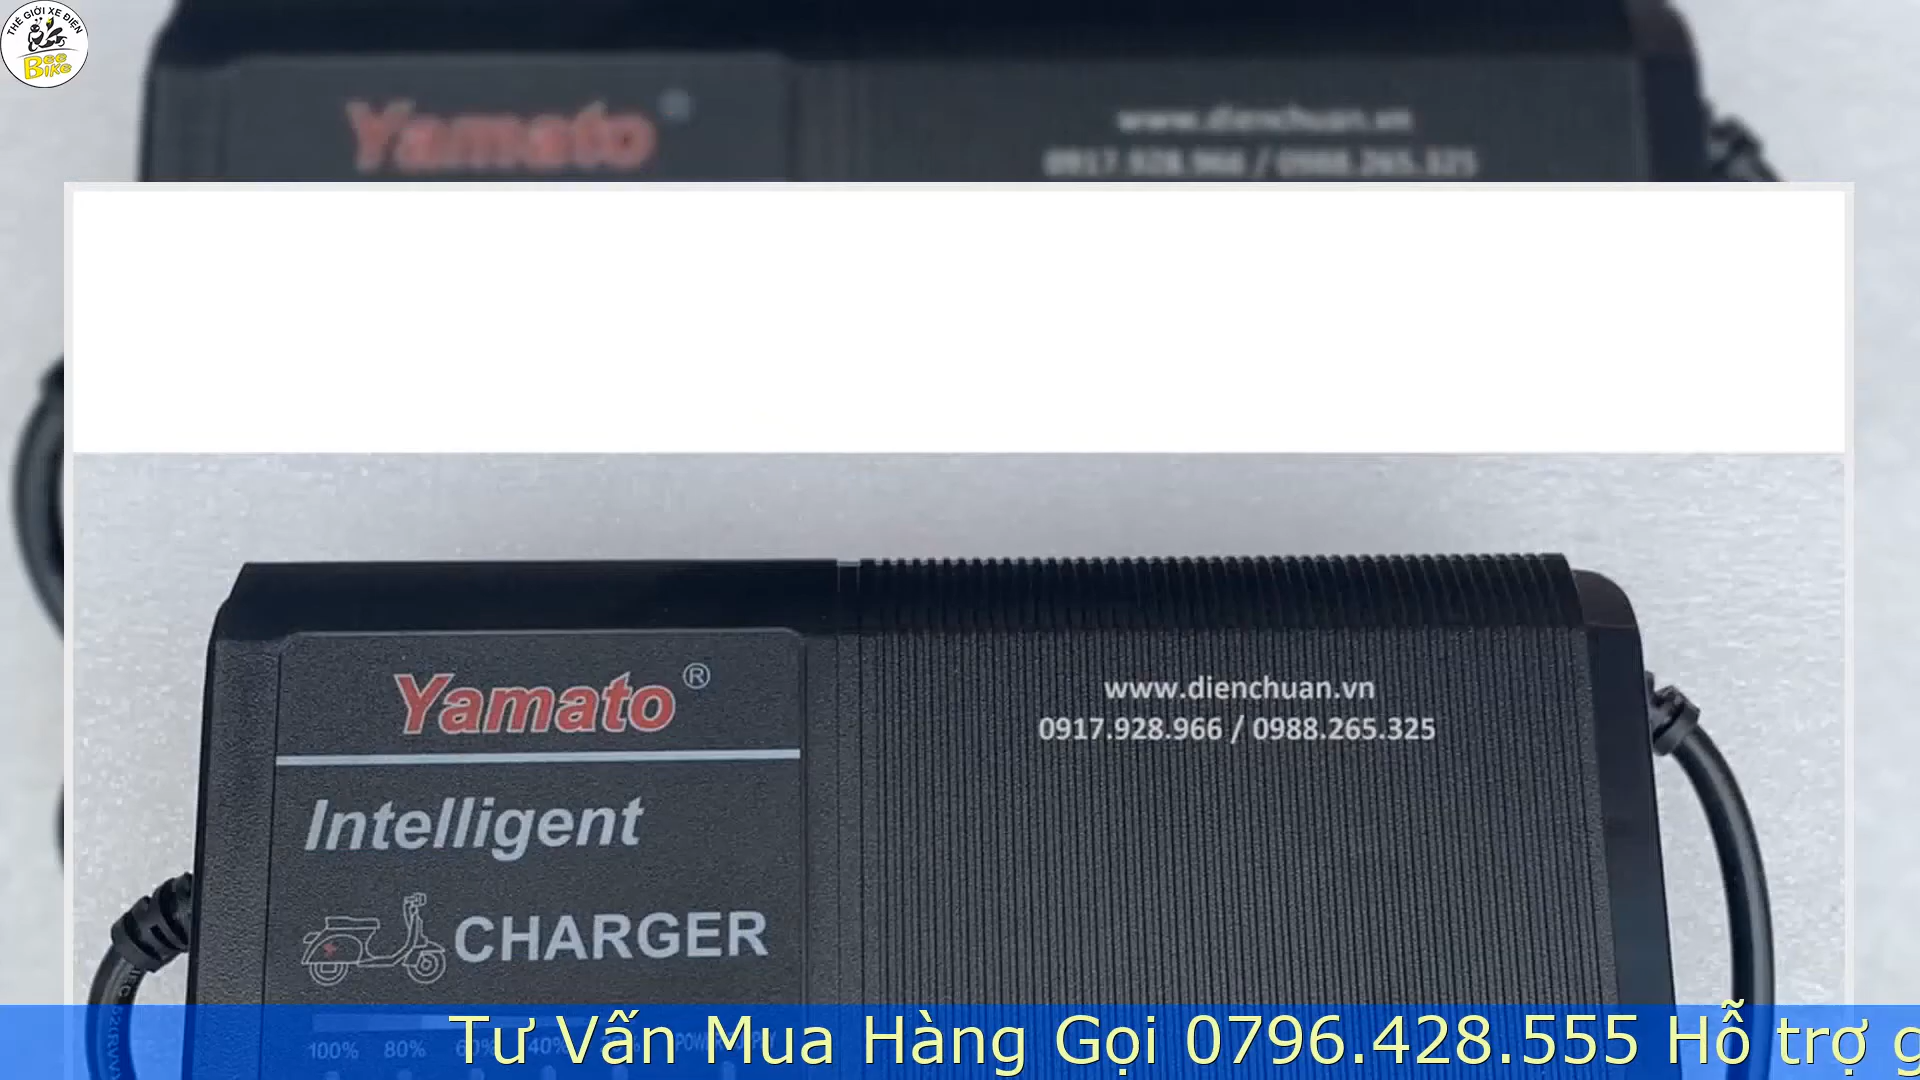 THẾ GIỚI XE ĐIỆN
Bee
Bike
Yamato
www.dienchuan.vn
0917.928.966 / 0988.265.325
Yamato®
www.dienchuan.vn
0917.928.966 / 0988.265.325
Intelligent
CHARGER
100% 80% 60% 40%
Tư Vấn Mua Hàng Gọi 0796.428.555 Hỗ trợ g